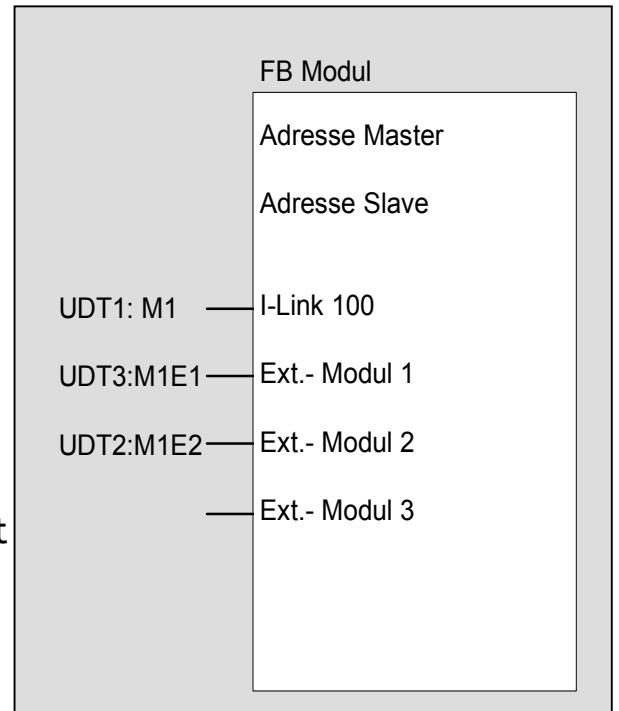 FB Modul
Adresse Master
Adresse Slave
UDT1: M1 I-Link 100
UDT3:M1E1 Ext.- Modul 1
UDT2:M1E2 Ext.- Modul 2
Ext.- Modul 3
t